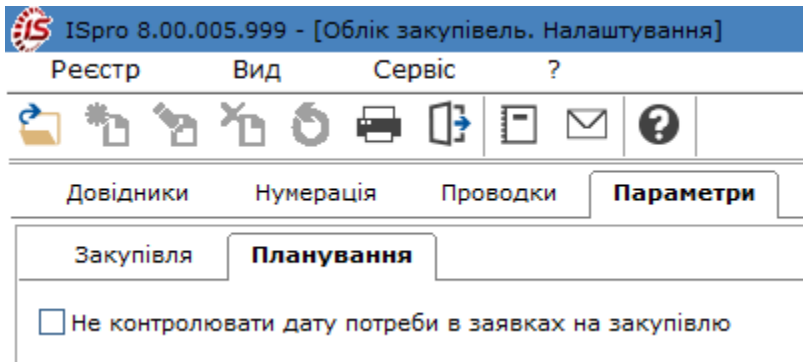 IS ISpro 8.00.005.999 - [Облік закупівель. Налаштування]
Реєстр Вид Сервіс ?
?
Довідники Нумерація Проводки Параметри
Закупівля Планування
Не контролювати дату потреби в заявках на закупівлю